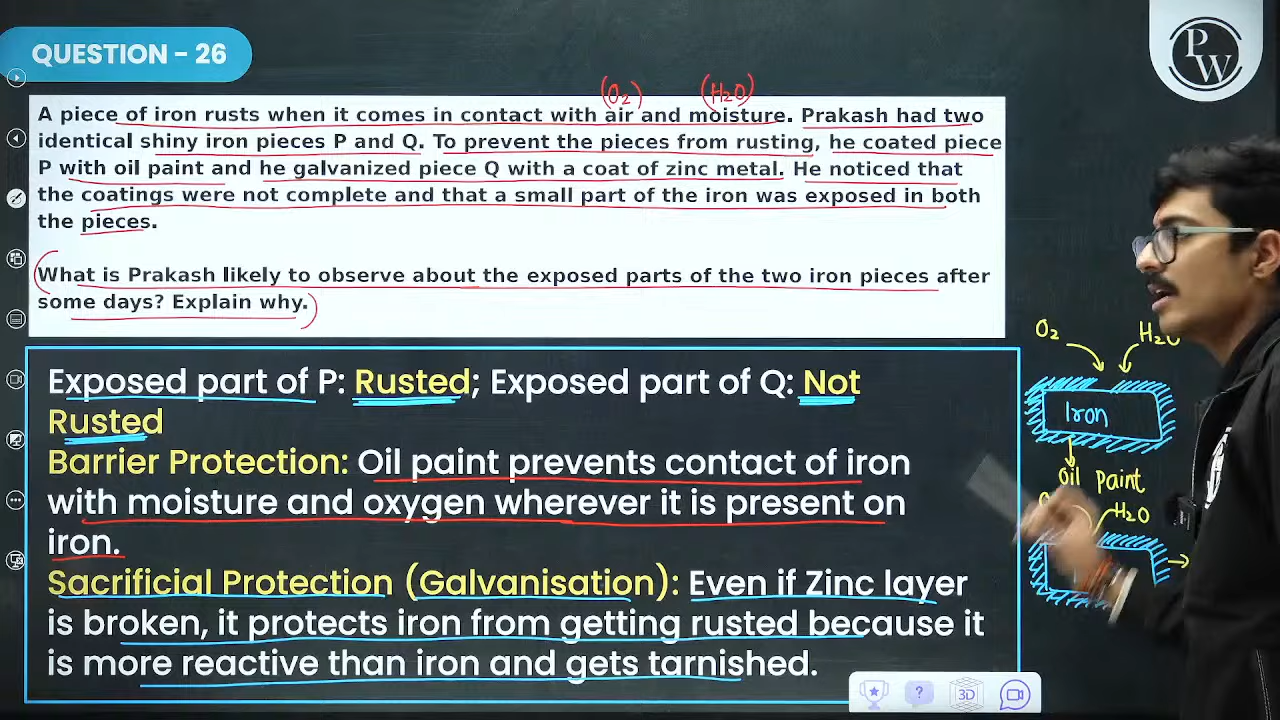 QUESTION - 26
PW
(O₂) (H₂O)
A piece of iron rusts when it comes in contact with air and moisture. Prakash had two
identical shiny iron pieces P and Q. To prevent the pieces from rusting, he coated piece
P with oil paint and he galvanized piece Q with a coat of zinc metal. He noticed that
the coatings were not complete and that a small part of the iron was exposed in both
the pieces.
What is Prakash likely to observe about the exposed parts of the two iron pieces after
some days? Explain why.
Exposed part of P: Rusted; Exposed part of Q: Not
Rusted
Barrier Protection: Oil paint prevents contact of iron
with moisture and oxygen wherever it is present on
iron.
Sacrificial Protection (Galvanisation): Even if Zinc layer
is broken, it protects iron from getting rusted because it
is more reactive than iron and gets tarnished.
O₂ H₂O
Iron
Oil Paint
H₂O
?
3D